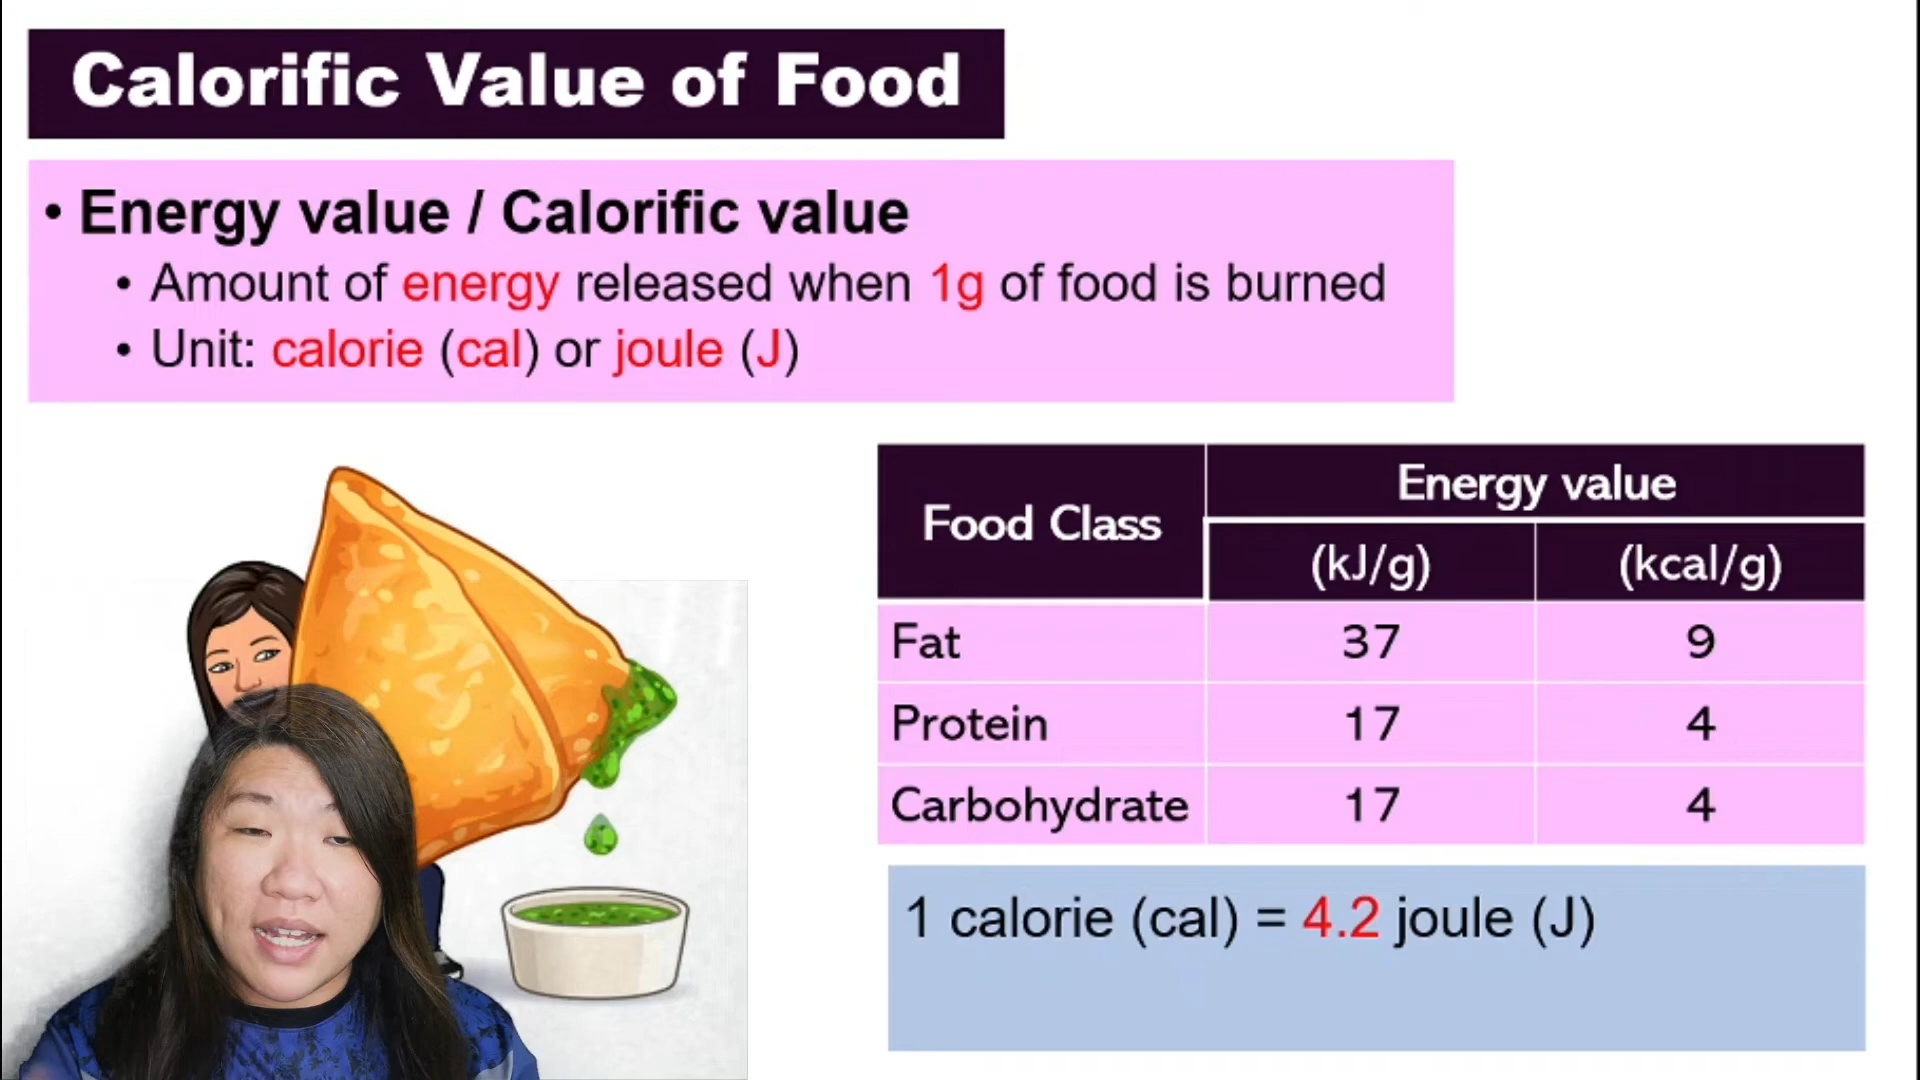 Calorific Value of Food
• Energy value / Calorific value
• Amount of energy released when 1g of food is burned
• Unit: calorie (cal) or joule (J)
Food Class
Energy value
(kJ/g) (kcal/g)
Fat 37 9
Protein 17 4
Carbohydrate 17 4
1 calorie (cal) = 4.2 joule (J)